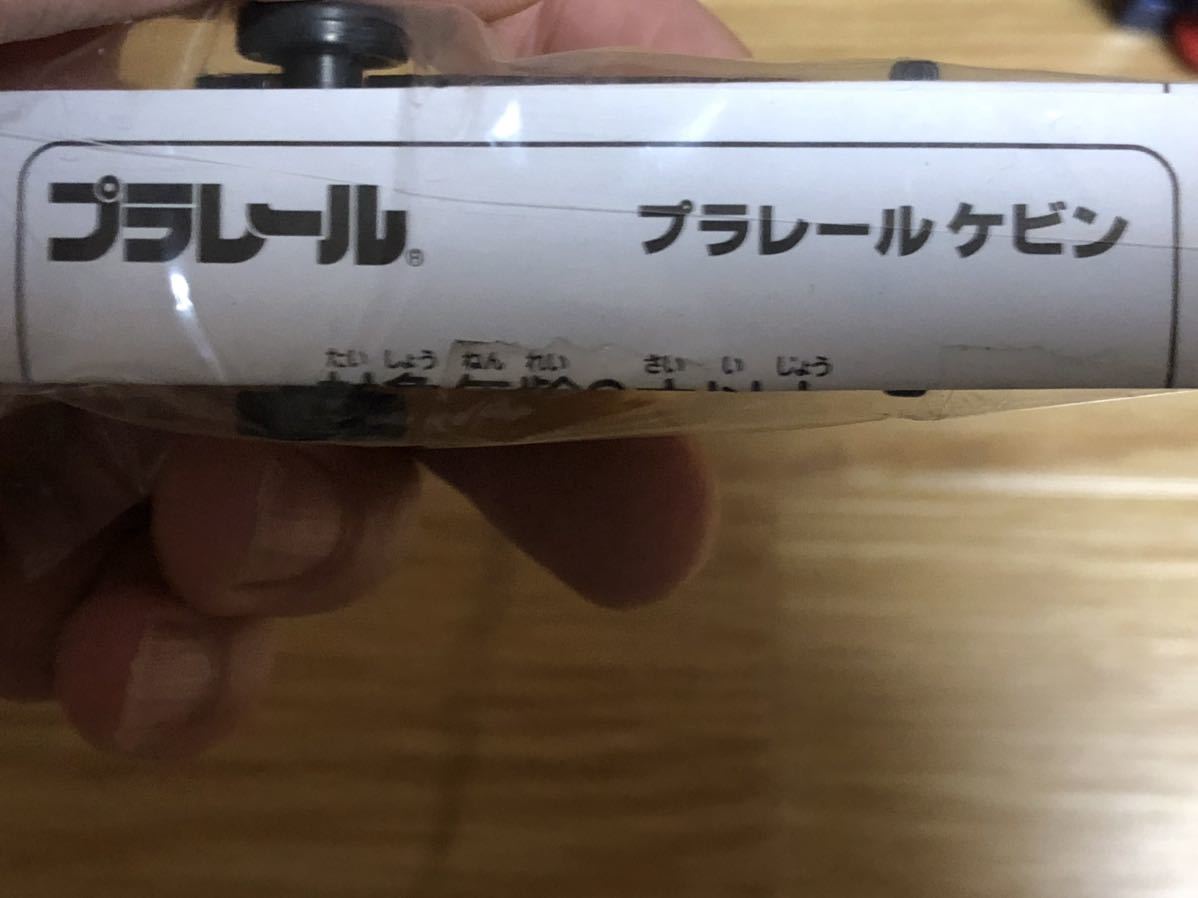 プラレール® プラレール ケビン
たい しょう ねん れい さい い じょう